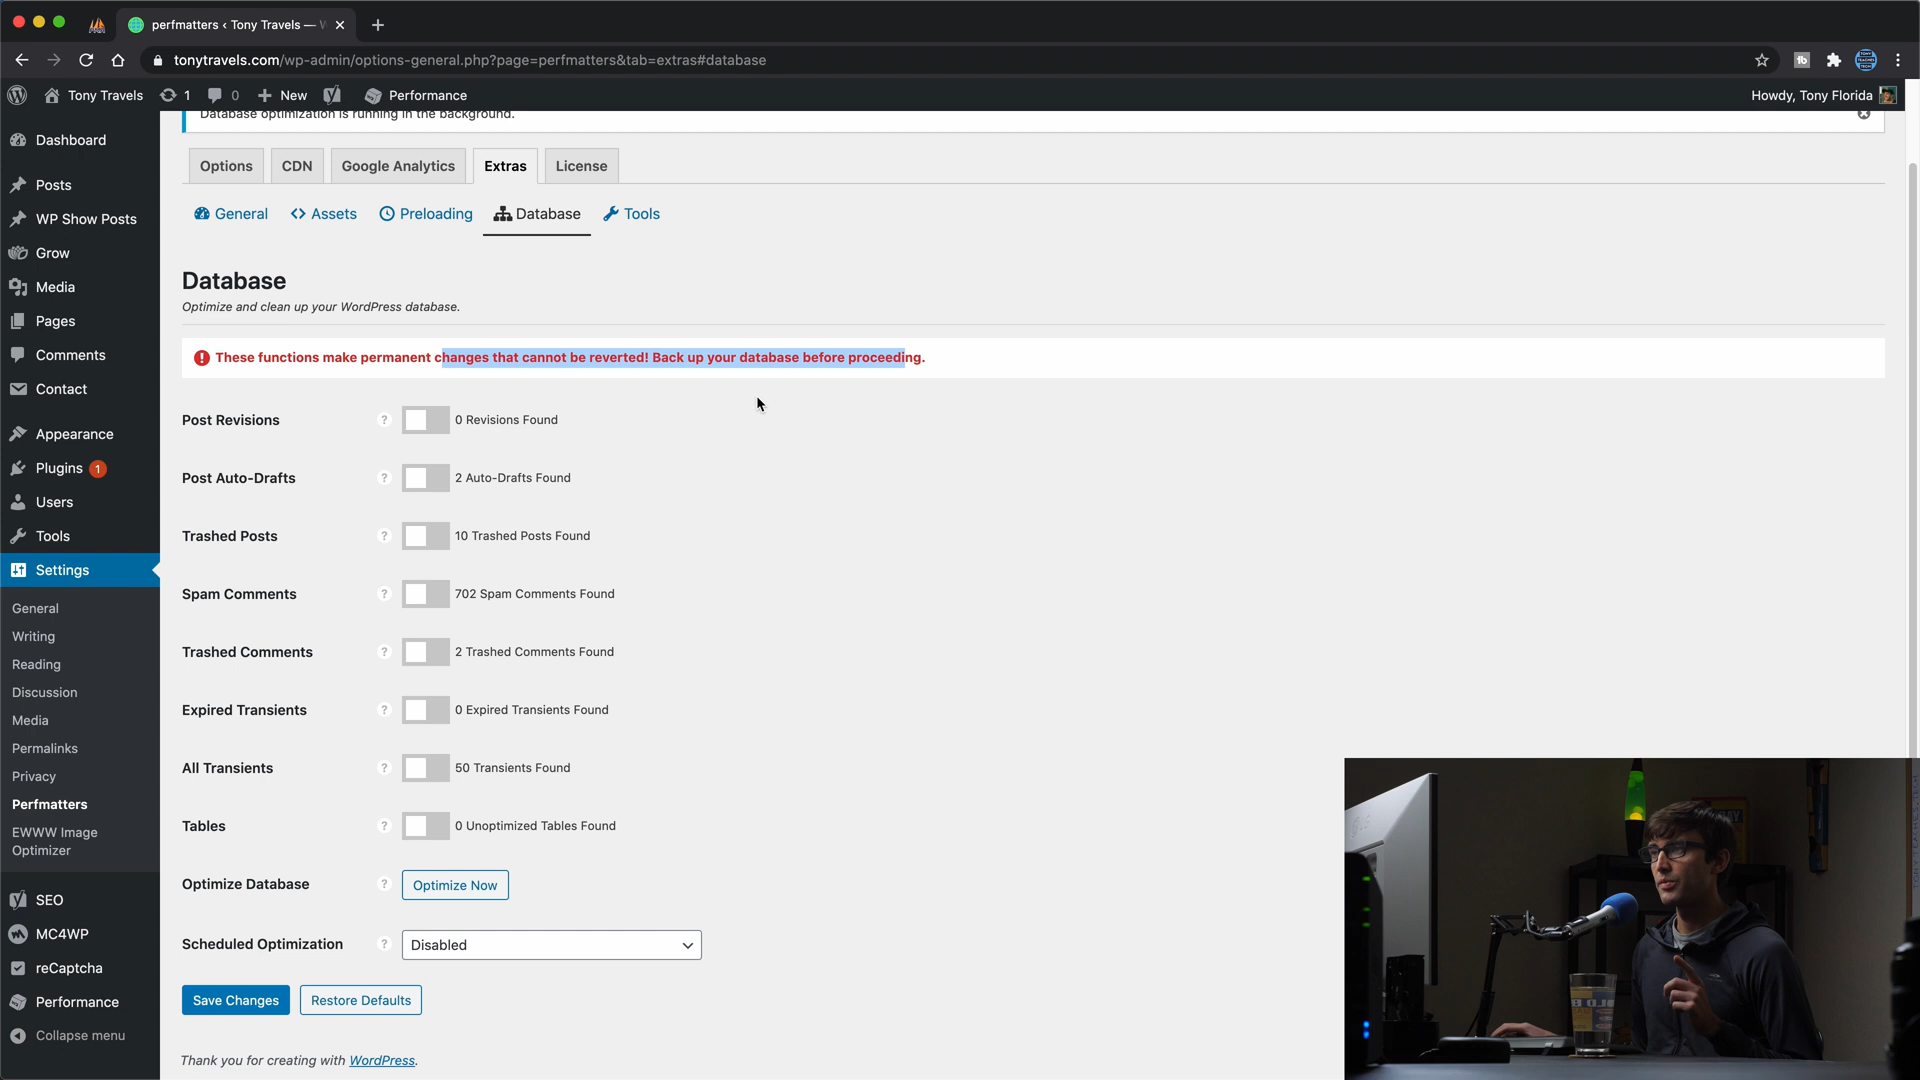 perfmatters ‹ Tony Travels —
tonytravels.com/wp-admin/options-general.php?page=perfmatters&tab=extras#database
Tony Travels 1 0 New Performance Howdy, Tony Florida
Database optimization is running in the background.
Options CDN Google Analytics Extras License
General Assets Preloading Database Tools
Database
Optimize and clean up your WordPress database.
These functions make permanent changes that cannot be reverted! Back up your database before proceeding.
Post Revisions ? 0 Revisions Found
Post Auto-Drafts ? 2 Auto-Drafts Found
Trashed Posts ? 10 Trashed Posts Found
Spam Comments ? 702 Spam Comments Found
Trashed Comments ? 2 Trashed Comments Found
Expired Transients ? 0 Expired Transients Found
All Transients ? 50 Transients Found
Tables ? 0 Unoptimized Tables Found
Optimize Database ? Optimize Now
Scheduled Optimization ? Disabled
Save Changes Restore Defaults
Thank you for creating with WordPress.
Dashboard
Posts
WP Show Posts
Grow
Media
Pages
Comments
Contact
Appearance
Plugins 1
Users
Tools
Settings
General
Writing
Reading
Discussion
Media
Permalinks
Privacy
Perfmatters
EWWW Image
Optimizer
SEO
MC4WP
reCaptcha
Performance
Collapse menu